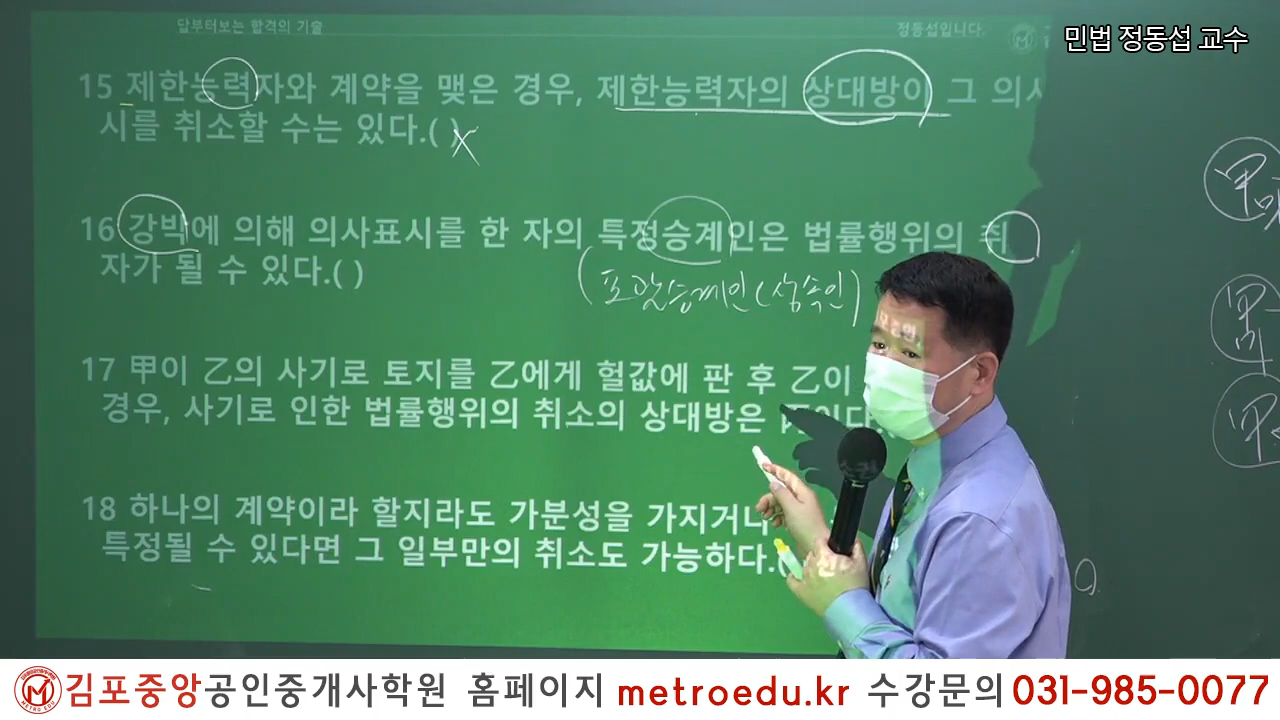 답부터보는 합격의 기술
정동섭입니다.
민법 정동섭 교수
15 제한능력자와 계약을 맺은 경우, 제한능력자의 상대방이 그 의사
시를 취소할 수는 있다.( )
X
16 강박에 의해 의사표시를 한 자의 특정승계인은 법률행위의 취
자가 될 수 있다.( )
(포괄승계인(상속인)
17 甲이 乙의 사기로 토지를 乙에게 헐값에 판 후 乙이
경우, 사기로 인한 법률행위의 취소의 상대방은
18 하나의 계약이라 할지라도 가분성을 가지거나
특정될 수 있다면 그 일부만의 취소도 가능하다.(
METRO EDU
김포중앙공인중개사학원 홈페이지 metroedu.kr 수강문의 031-985-0077